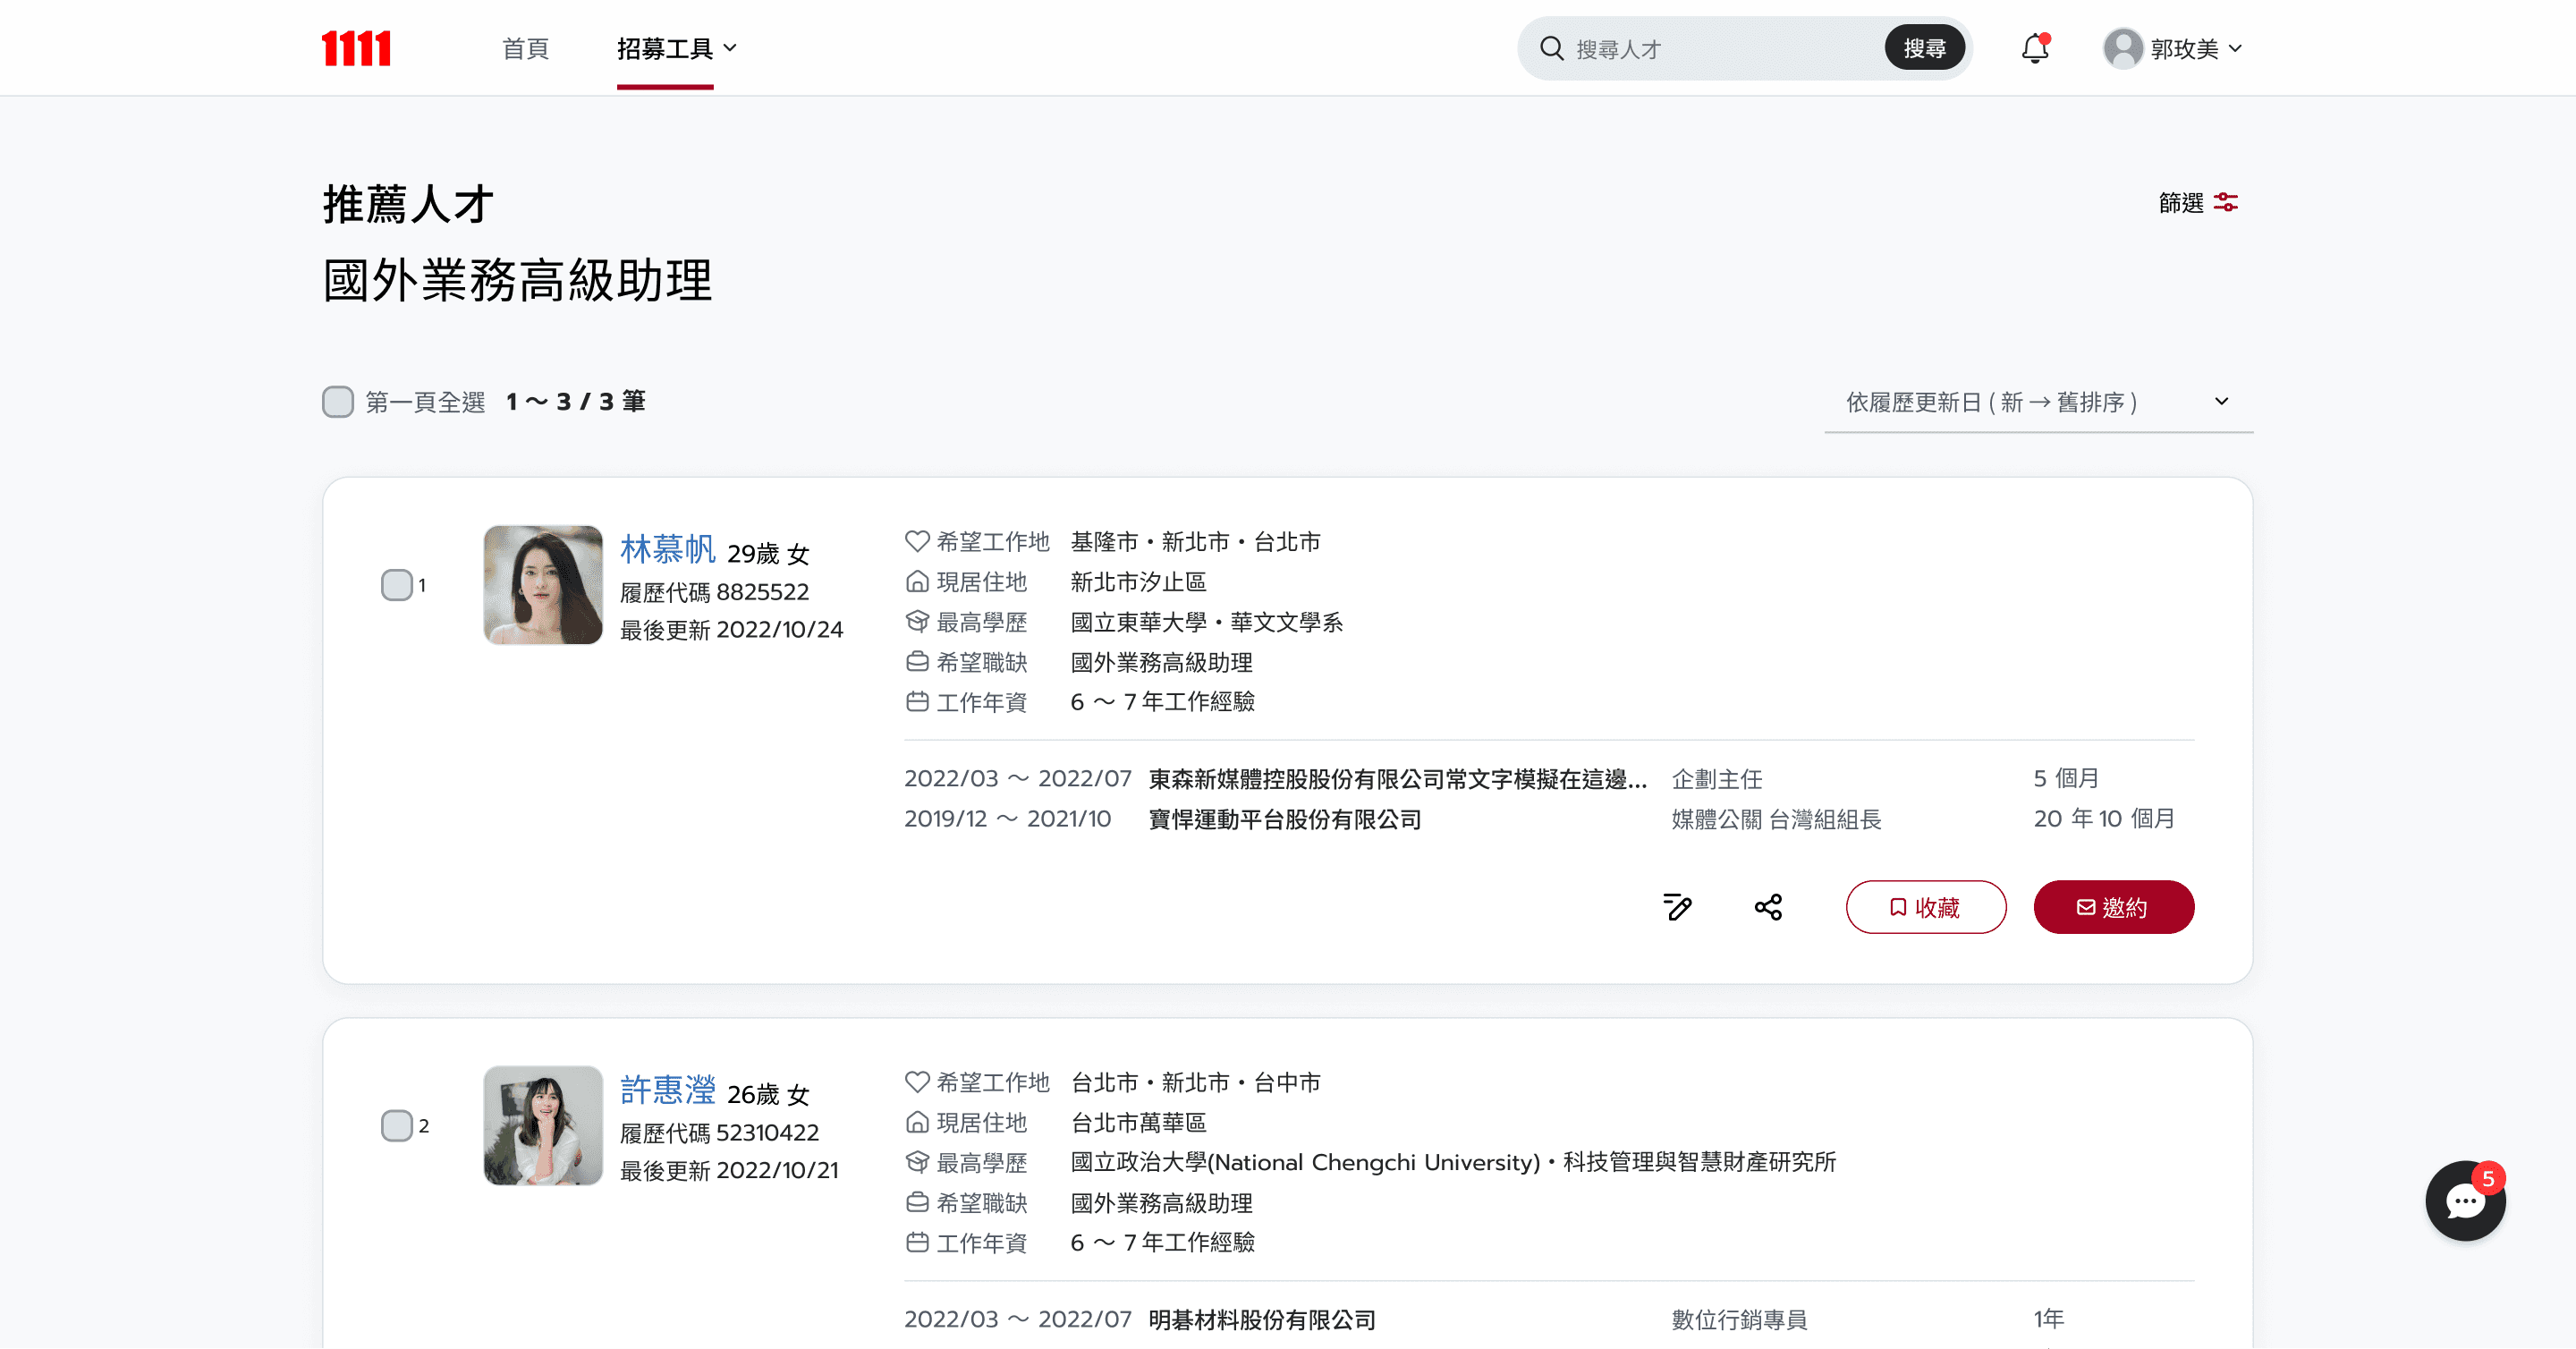 1111
首頁
招募工具
搜尋人才
搜尋
郭玫美
推薦人才
篩選
國外業務高級助理
第一頁全選 1～3 / 3 筆
依履歷更新日 ( 新 → 舊排序 )
1
林慕帆 29歲 女
履歷代碼 8825522
最後更新 2022/10/24
希望工作地 基隆市・新北市・台北市
現居住地 新北市汐止區
最高學歷 國立東華大學・華文文學系
希望職缺 國外業務高級助理
工作年資 6 ～ 7 年工作經驗
2022/03 ～ 2022/07 東森新媒體控股股份有限公司常文字模擬在這邊... 企劃主任 5 個月
2019/12 ～ 2021/10 寶悍運動平台股份有限公司 媒體公關 台灣組組長 20 年 10 個月
收藏
邀約
2
許惠瀅 26歲 女
履歷代碼 52310422
最後更新 2022/10/21
希望工作地 台北市・新北市・台中市
現居住地 台北市萬華區
最高學歷 國立政治大學(National Chengchi University)・科技管理與智慧財產研究所
希望職缺 國外業務高級助理
工作年資 6 ～ 7 年工作經驗
2022/03 ～ 2022/07 明碁材料股份有限公司 數位行銷專員 1年
5